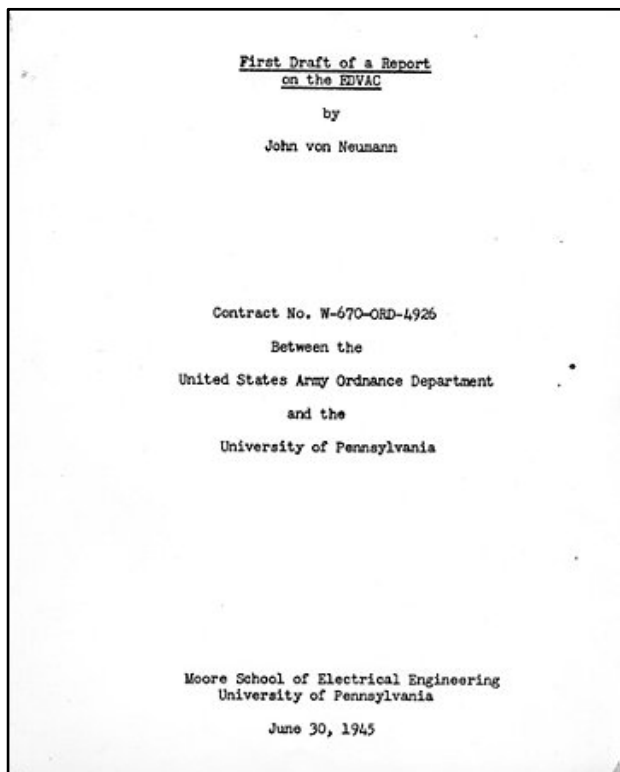 First Draft of a Report
on the EDVAC
by
John von Neumann
Contract No. W-670-ORD-4926
Between the
United States Army Ordnance Department
and the
University of Pennsylvania
Moore School of Electrical Engineering
University of Pennsylvania
June 30, 1945